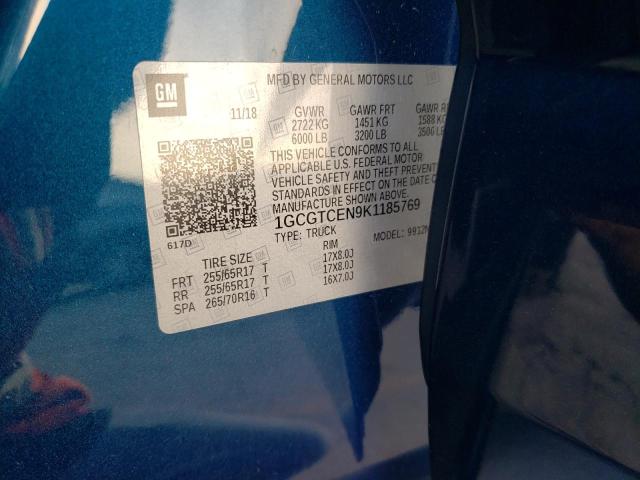 GM
MFD BY GENERAL MOTORS LLC
11/18
GVWR GAWR FRT GAWR
2722 KG 1451 KG 1588 KG
6000 LB 3200 LB 3500 LB
THIS VEHICLE CONFORMS TO ALL
APPLICABLE U.S. FEDERAL MOTOR
VEHICLE SAFETY AND THEFT
STANDARDS IN EFFECT ON THE DATE O
MANUFACTURE SHOWN ABOVE.
1GCGTCEN9K1185769
617D
TYPE: TRUCK MODEL:
TIRE SIZE RIM
FRT 255/65R17 T 17X8.0J
RR 255/65R17 T 17X8.0J
SPA 265/70R16 T 16X7.0J